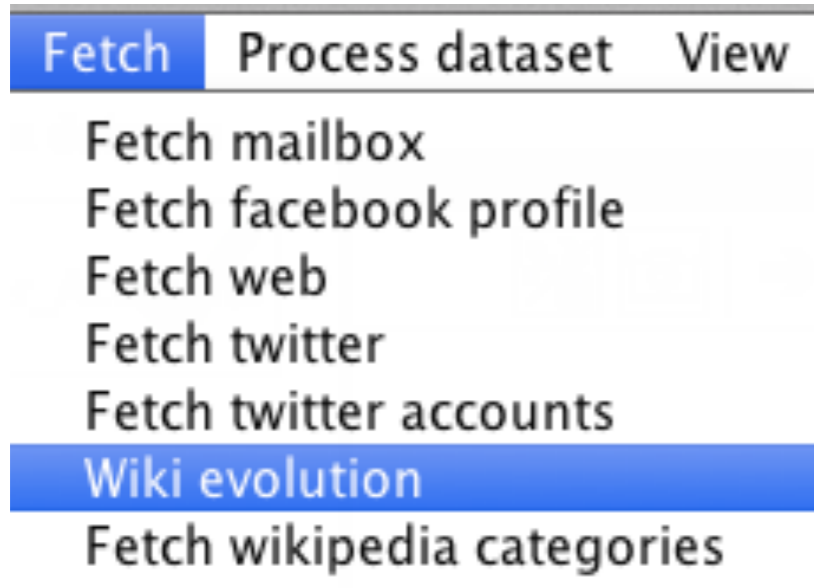 Fetch Process dataset View
Fetch mailbox
Fetch facebook profile
Fetch web
Fetch twitter
Fetch twitter accounts
Wiki evolution
Fetch wikipedia categories